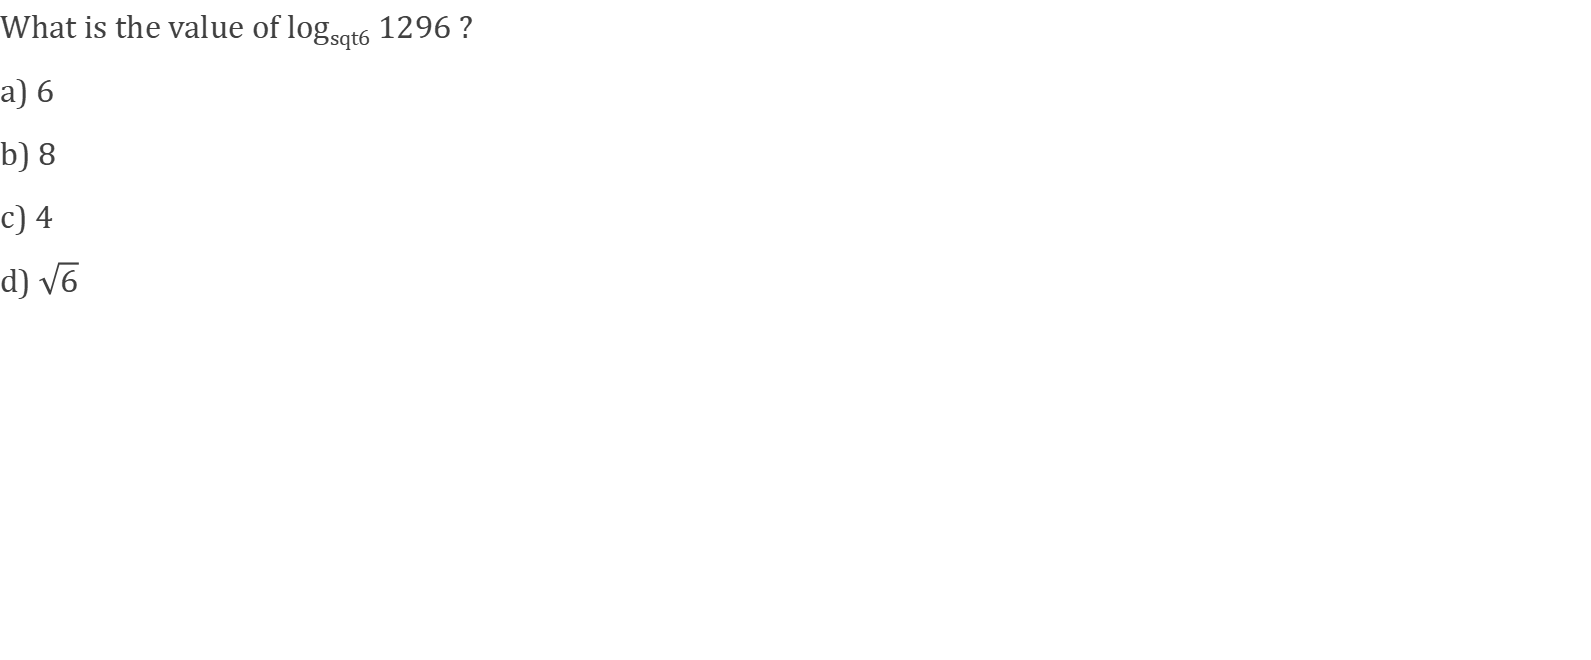 What is the value of log_sqt6 1296 ?
a) 6
b) 8
c) 4
d) √6